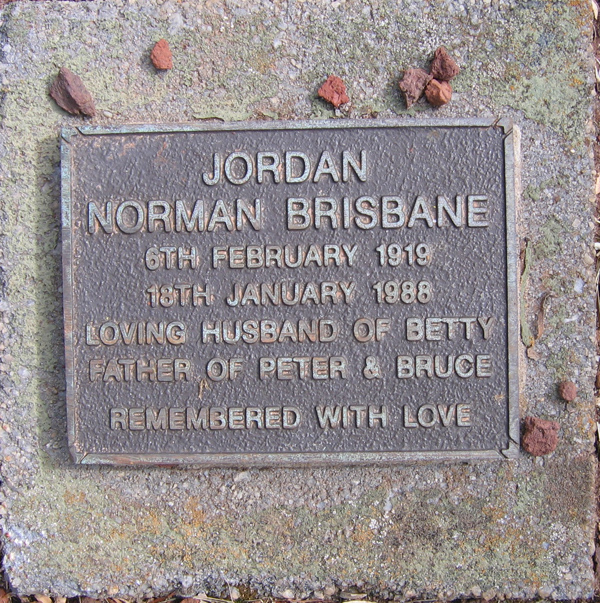 JORDAN
NORMAN BRISBANE
6TH FEBRUARY 1919
18TH JANUARY 1988
LOVING HUSBAND OF BETTY
FATHER OF PETER & BRUCE
REMEMBERED WITH LOVE